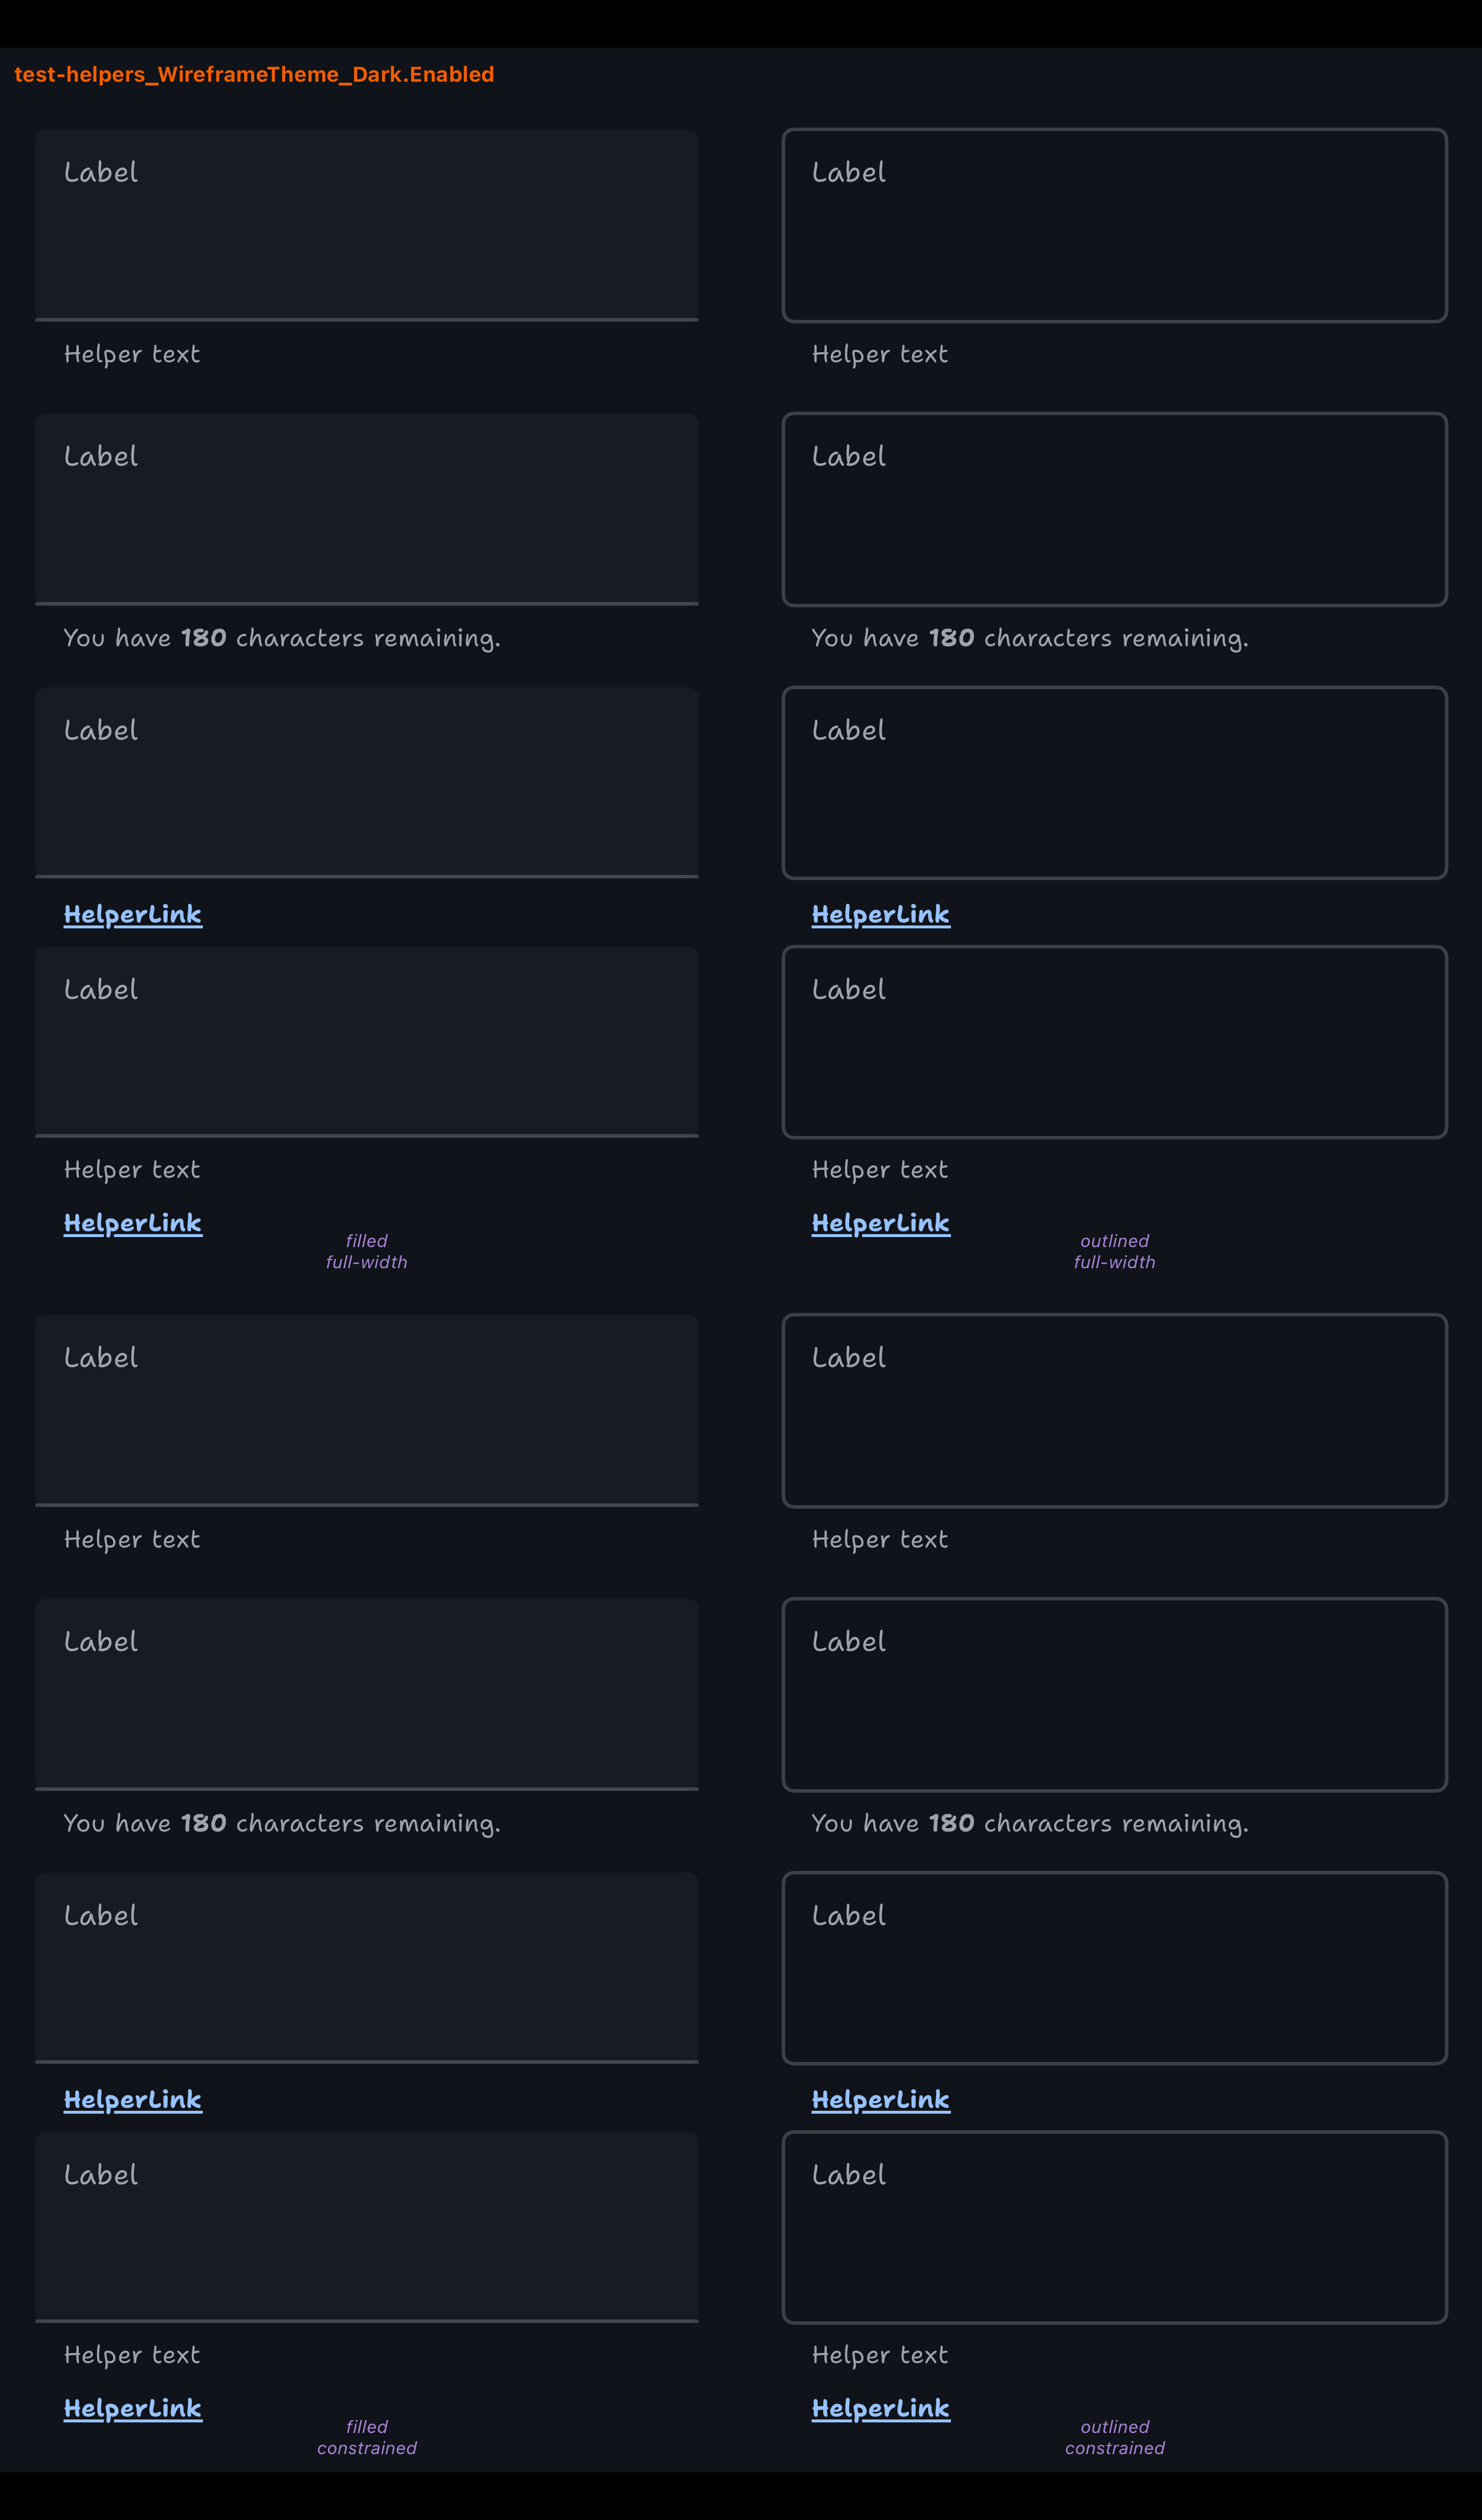 test-helpers_WireframeTheme_Dark.Enabled
Label
Helper text
Label
You have 180 characters remaining.
Label
HelperLink
Label
Helper text
HelperLink
filled
full-width
Label
Helper text
Label
You have 180 characters remaining.
Label
HelperLink
Label
Helper text
HelperLink
outlined
full-width
Label
Helper text
Label
You have 180 characters remaining.
Label
HelperLink
Label
Helper text
HelperLink
filled
constrained
Label
Helper text
Label
You have 180 characters remaining.
Label
HelperLink
Label
Helper text
HelperLink
outlined
constrained